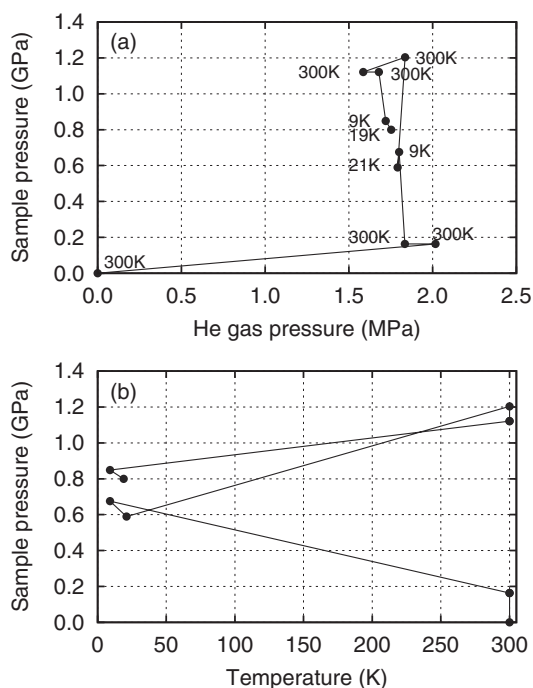 (a)
Sample pressure (GPa)
1.4
1.2
1.0
0.8
0.6
0.4
0.2
0.0
300K
300K
300K
9K
19K
9K
21K
300K
300K
300K
0.0 0.5 1.0 1.5 2.0 2.5
He gas pressure (MPa)
(b)
Sample pressure (GPa)
1.4
1.2
1.0
0.8
0.6
0.4
0.2
0.0
0 50 100 150 200 250 300
Temperature (K)